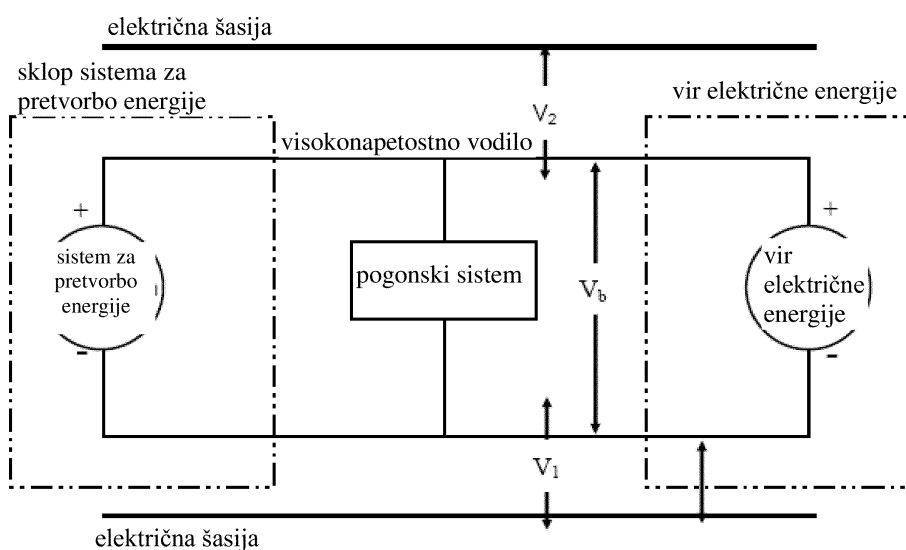 električna šasija
sklop sistema za
pretvorbo energije
vir električne energije
V₂
visokonapetostno vodilo
+
+
sistem za
pretvorbo
energije
pogonski sistem
V_b
vir
električne
energije
-
-
V₁
električna šasija